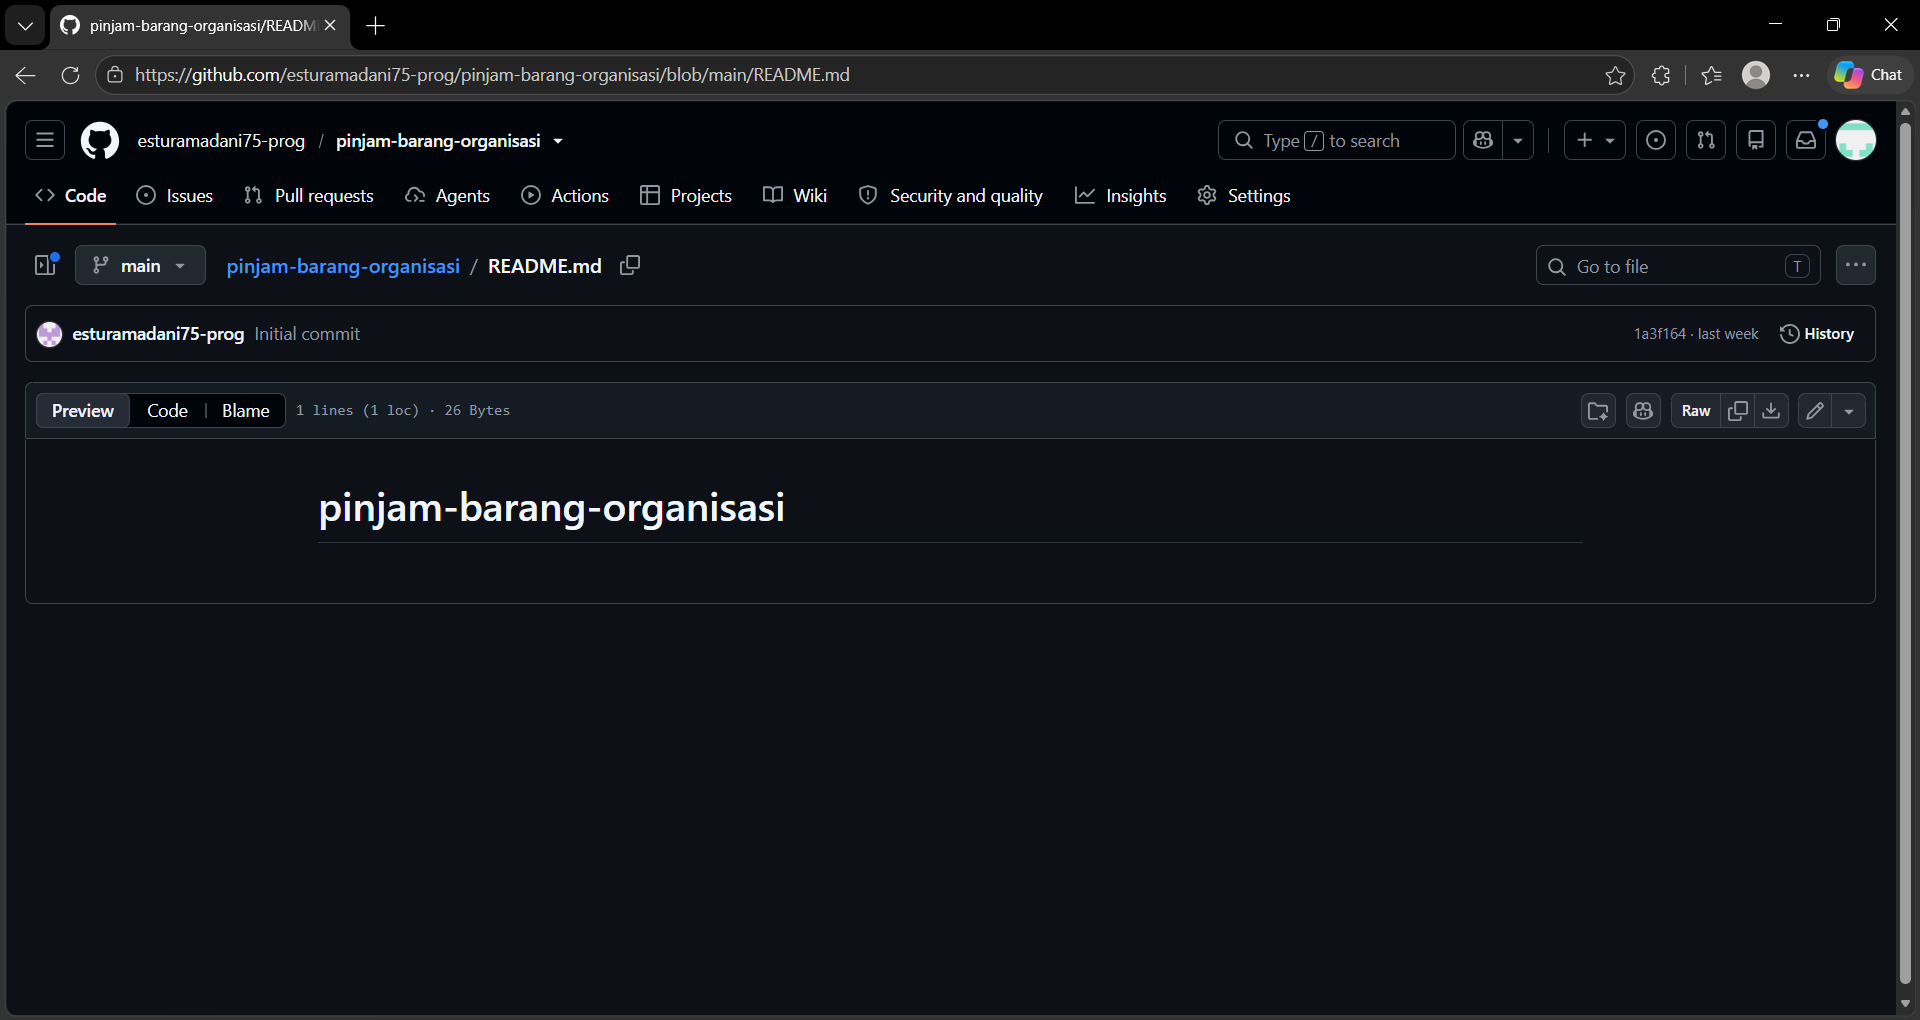 pinjam-barang-organisasi/READM
Chat
https://github.com/esturamadani75-prog/pinjam-barang-organisasi/blob/main/README.md
esturamadani75-prog / pinjam-barang-organisasi
Type / to search
Code
Issues
Pull requests
Agents
Actions
Projects
Wiki
Security and quality
Insights
Settings
main
pinjam-barang-organisasi / README.md
Go to file
T
esturamadani75-prog Initial commit
1a3f164 · last week
History
Preview
Code
Blame
1 lines (1 loc) · 26 Bytes
Raw
pinjam-barang-organisasi